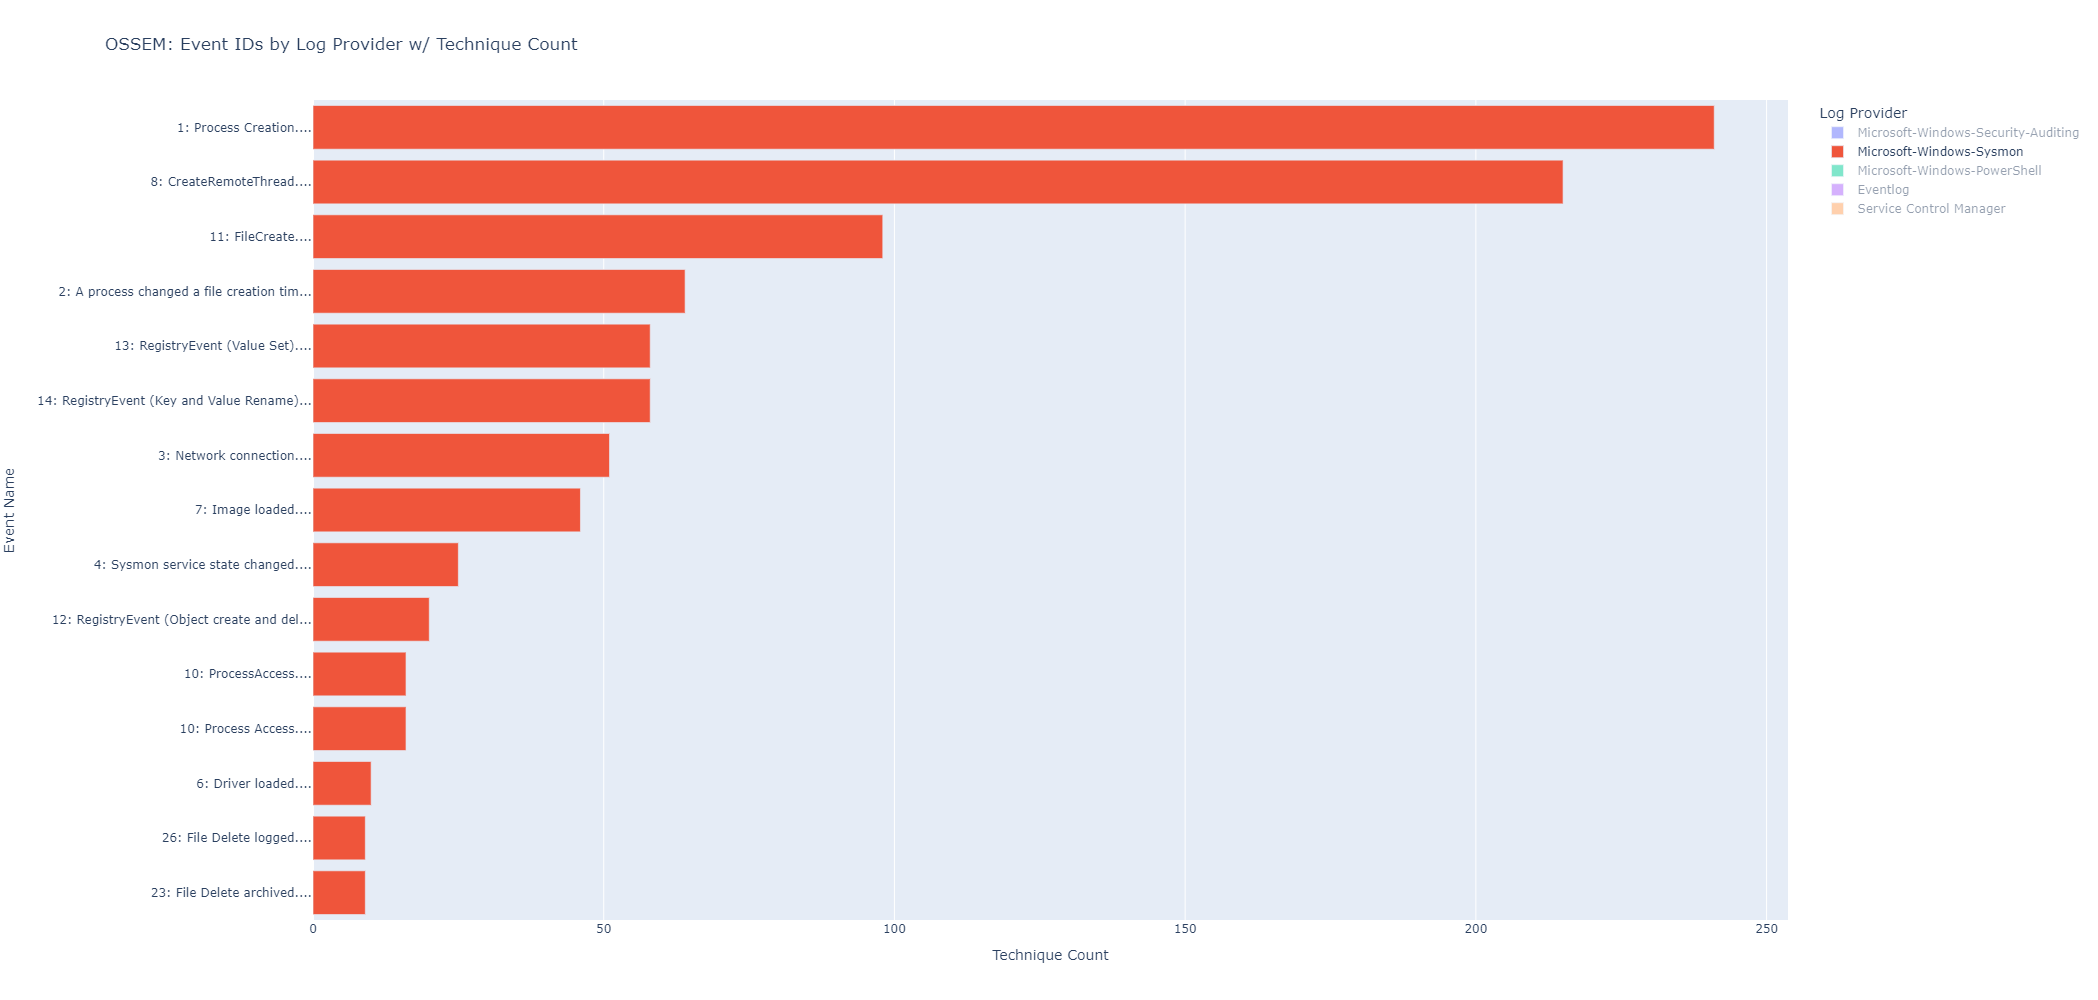 OSSEM: Event IDs by Log Provider w/ Technique Count
1: Process Creation....
8: CreateRemoteThread....
11: FileCreate....
2: A process changed a file creation tim...
13: RegistryEvent (Value Set)....
14: RegistryEvent (Key and Value Rename)...
3: Network connection....
7: Image loaded....
4: Sysmon service state changed....
12: RegistryEvent (Object create and del...
10: ProcessAccess....
10: Process Access....
6: Driver loaded....
26: File Delete logged....
23: File Delete archived....
Event Name
0
50
100
150
200
250
Technique Count
Log Provider
Microsoft-Windows-Security-Auditing
Microsoft-Windows-Sysmon
Microsoft-Windows-PowerShell
Eventlog
Service Control Manager